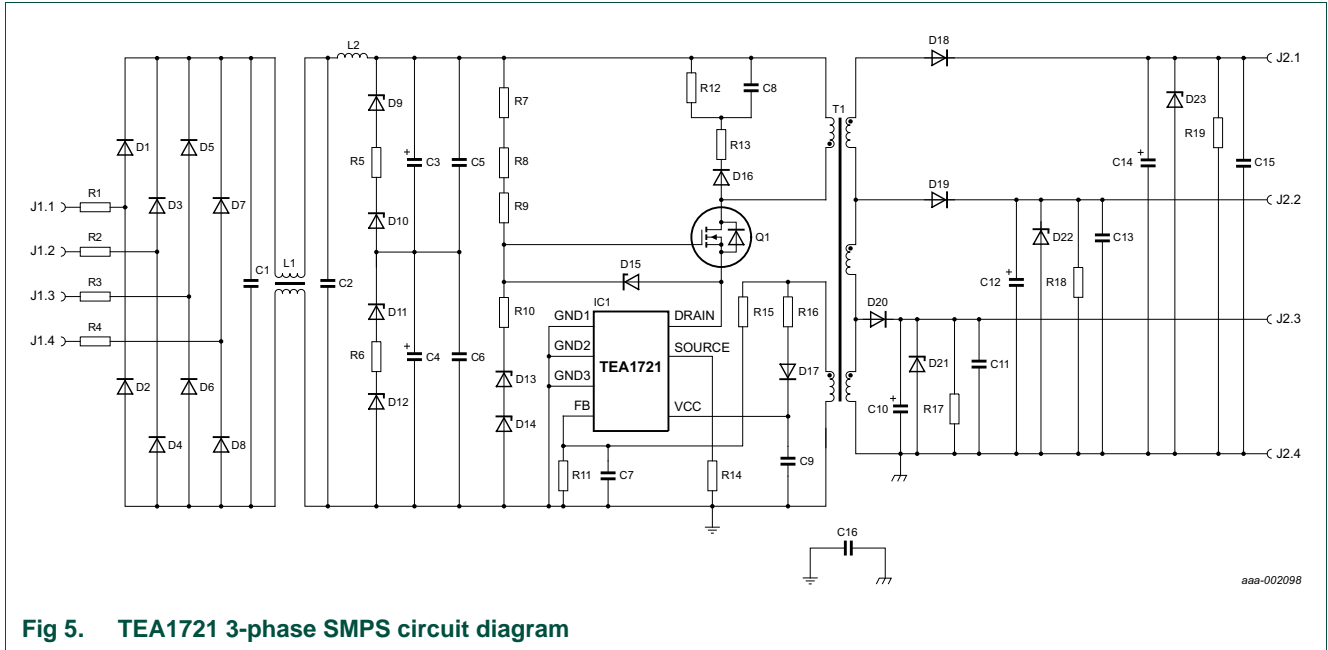 D18
J2.1
L2
R12
C8
D9
R7
T1
D23
R19
D1
D5
R13
C14
C15
R5
C3
C5
R8
D16
R1
D19
J1.1
D3
D7
R9
J2.2
D10
Q1
D22
C13
R2
J1.2
D15
L1
C1
C2
C12
R18
R3
J1.3
D11
R10
IC1
GND1
DRAIN
R15
R16
D20
J2.3
R4
J1.4
GND2
SOURCE
R6
C4
C6
TEA1721
D21
C11
D2
D6
D13
GND3
D17
D12
FB
VCC
C10
R17
D14
D4
D8
R11
C7
R14
C9
J2.4
C16
aaa-002098
Fig 5. TEA1721 3-phase SMPS circuit diagram